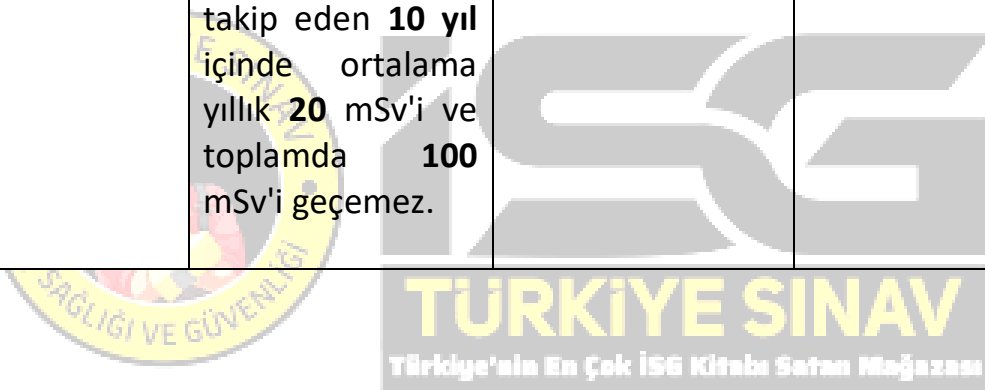 takip eden 10 yıl
içinde ortalama
yıllık 20 mSv'i ve
toplamda 100
mSv'i geçemez.
İSG
SAĞLIĞI VE GÜVENLİĞİ
TÜRKİYE SINAV
Türkiye'nin En Çok İSG Kitabı Satan Mağazası